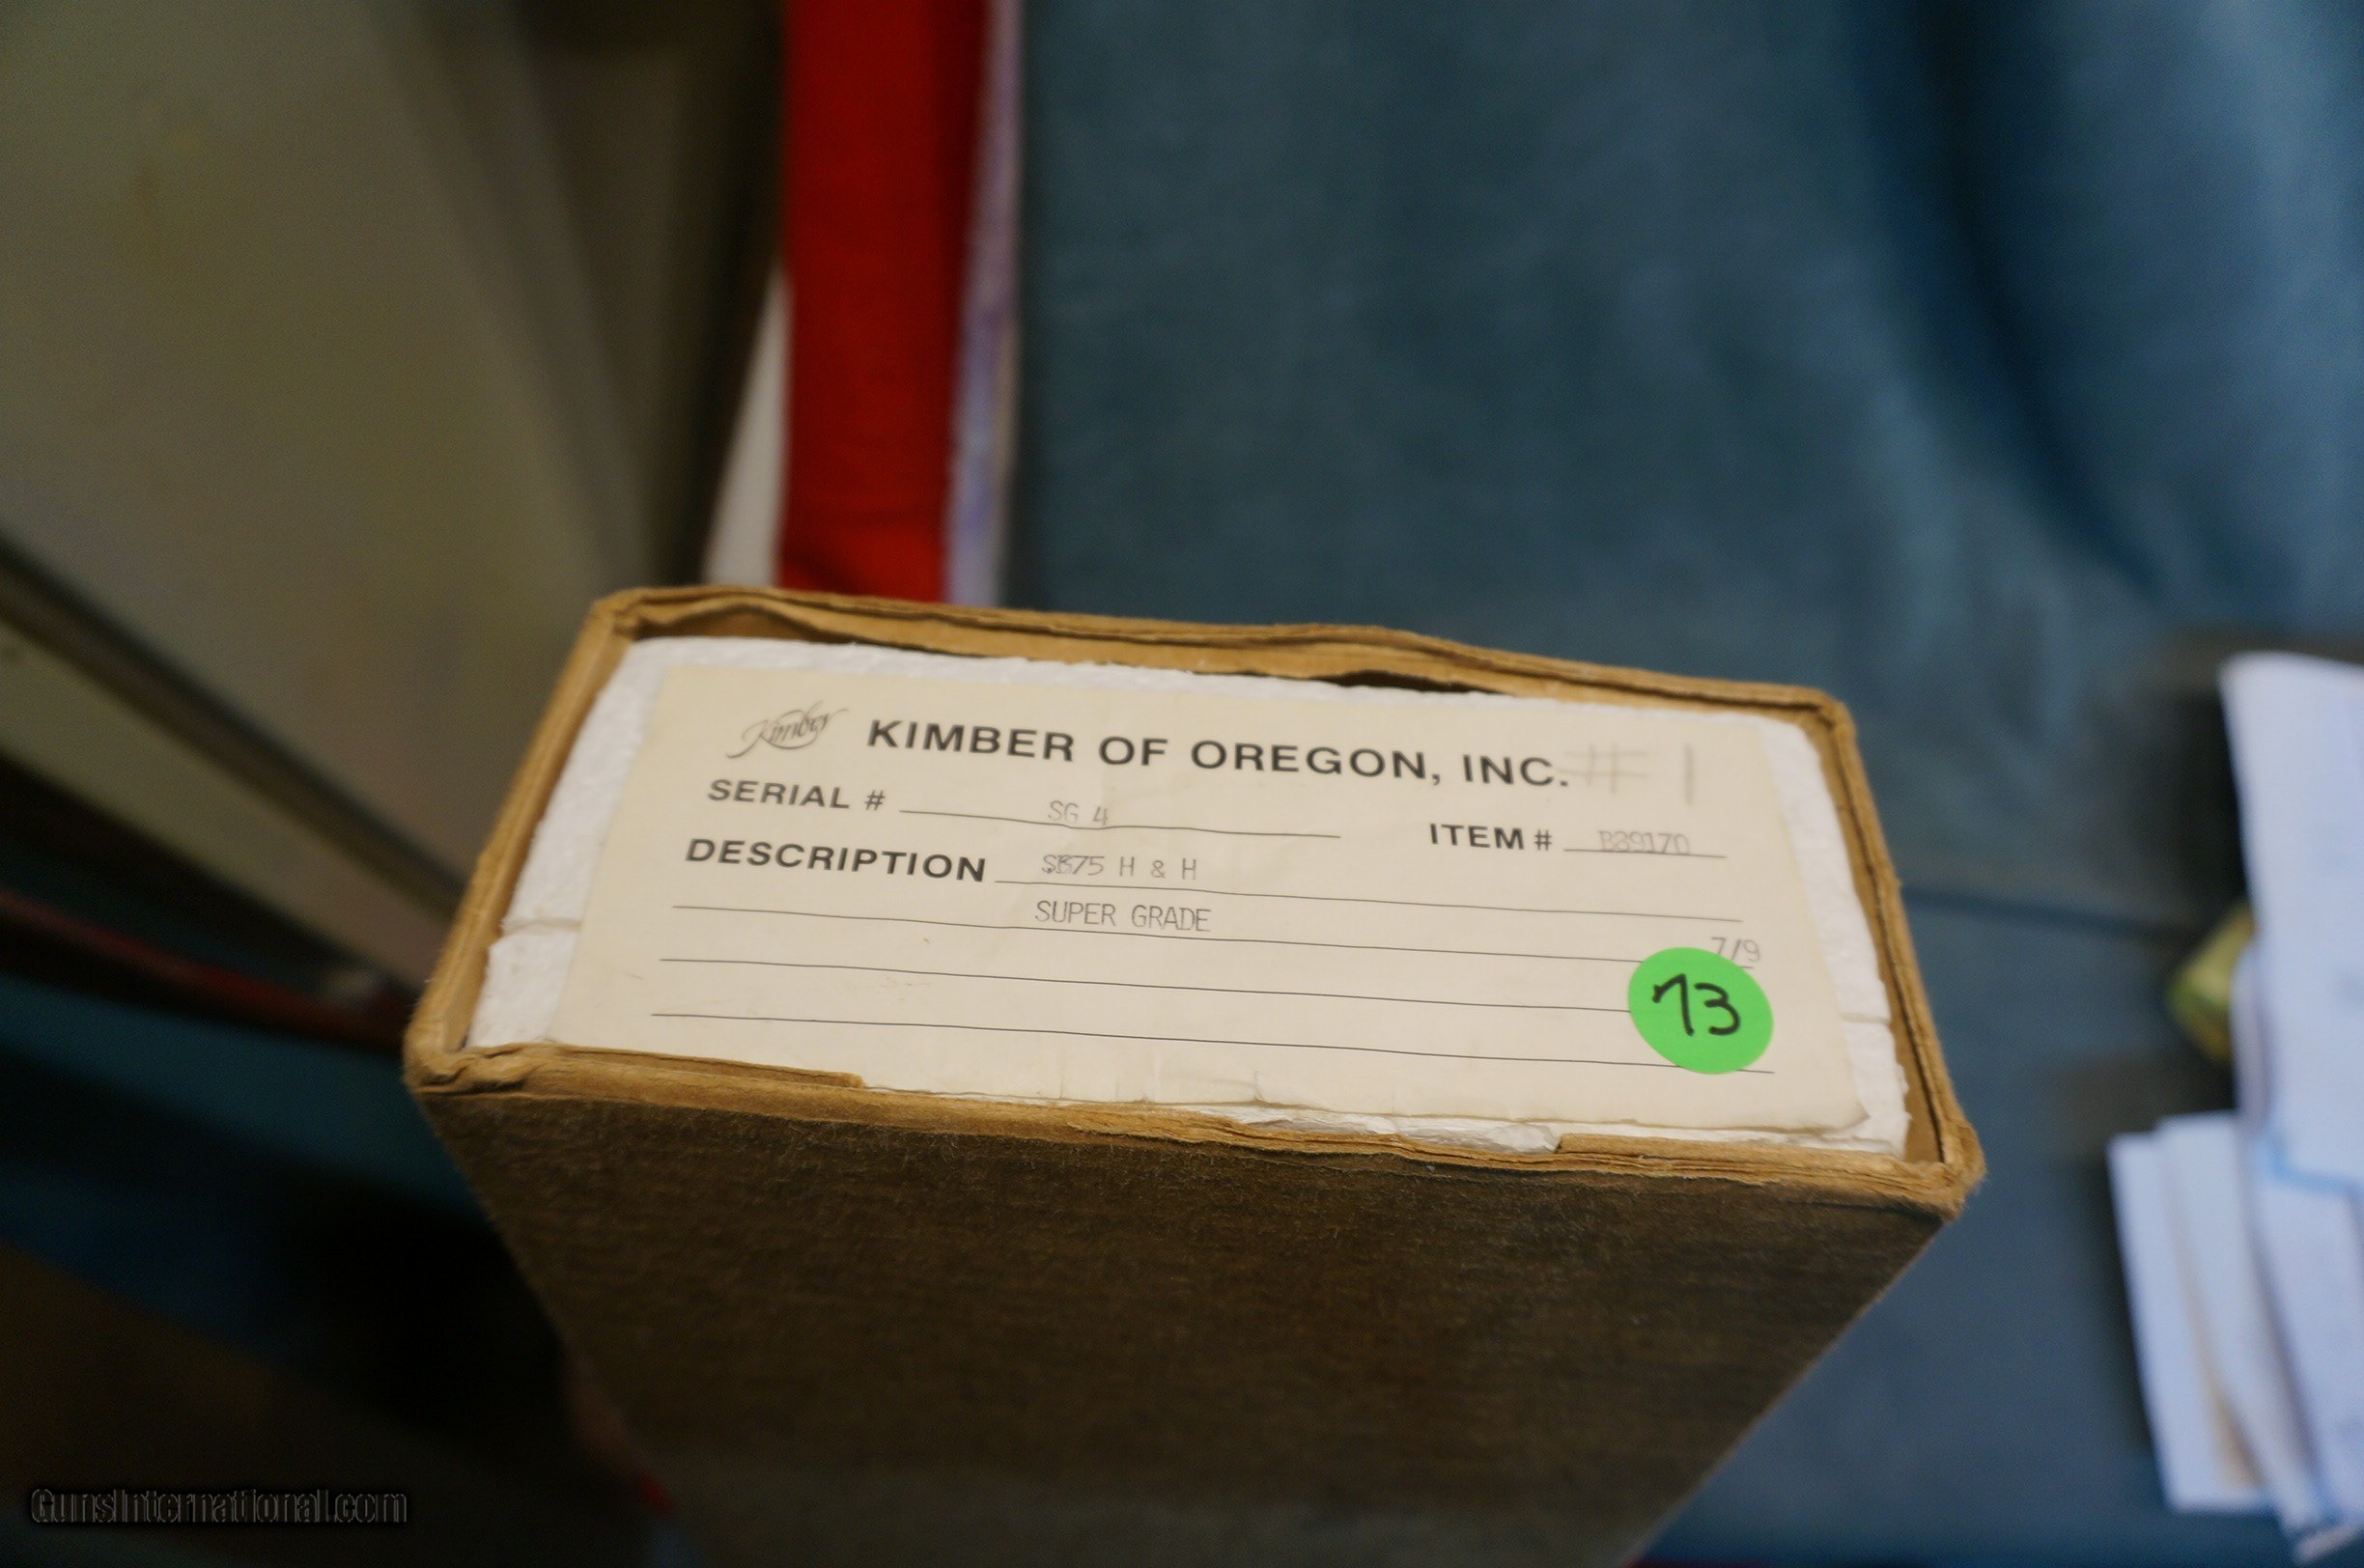 Kimber KIMBER OF OREGON, INC. # 1
SERIAL # SG 4
ITEM # B89170
DESCRIPTION 375 H & H
SUPER GRADE
7/9
73
GunsInternational.com